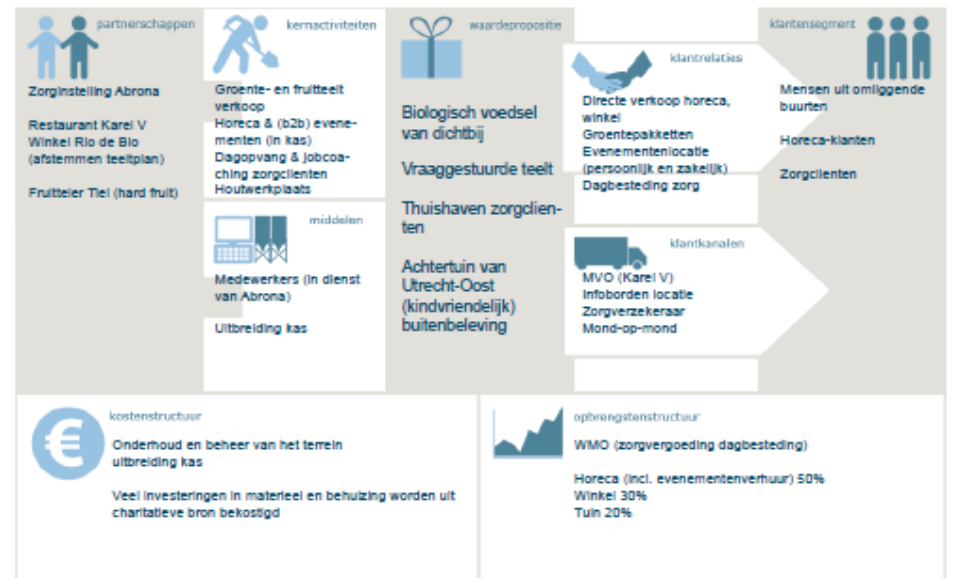 partnerschappen
Zorginstelling Abrona
Restaurant Karel V
Winkel Rio de Bio
(afstemmen teeltplan)
Fruitteler Tiel (hard fruit)
kernactiviteiten
Groente- en fruitteelt
verkoop
Horeca & (b2b) evene-
menten (in kas)
Dagopvang & jobcoa-
ching zorgclienten
Houtwerkplaats
middelen
Medewerkers (in dienst
van Abrona)
Uitbreiding kas
waardepropositie
Biologisch voedsel
van dichtbij
Vraaggestuurde teelt
Thuishaven zorgclien-
ten
Achtertuin van
Utrecht-Oost
(kindvriendelijk)
buitenbeleving
klantrelaties
Directe verkoop horeca,
winkel
Groentepakketten
Evenementenlocatie
(persoonlijk en zakelijk)
Dagbesteding zorg
klantkanalen
MVO (Karel V)
Infoborden locatie
Zorgverzekeraar
Mond-op-mond
klantensegment
Mensen uit omliggende
buurten
Horeca-klanten
Zorgclienten
kostenstructuur
Onderhoud en beheer van het terrein
uitbreiding kas
Veel investeringen in materieel en behuizing worden uit
charitatieve bron bekostigd
opbrengstenstructuur
WMO (zorgvergoeding dagbesteding)
Horeca (incl. evenementenverhuur) 50%
Winkel 30%
Tuin 20%